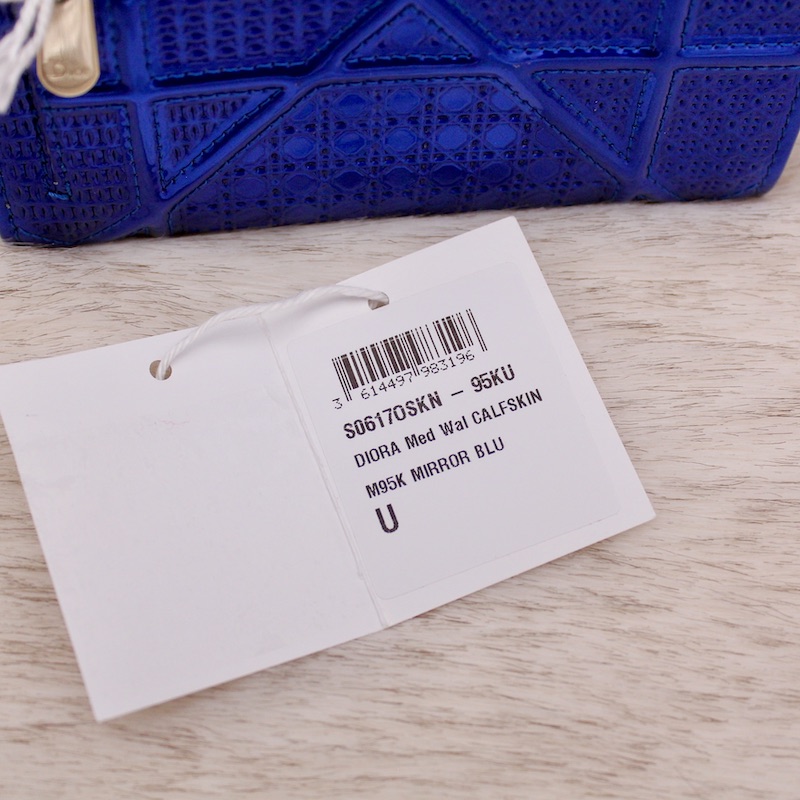 3 614497 983196
S0617OSKN - 95KU
DIORA Med Wal CALFSKIN
M95K MIRROR BLU
U